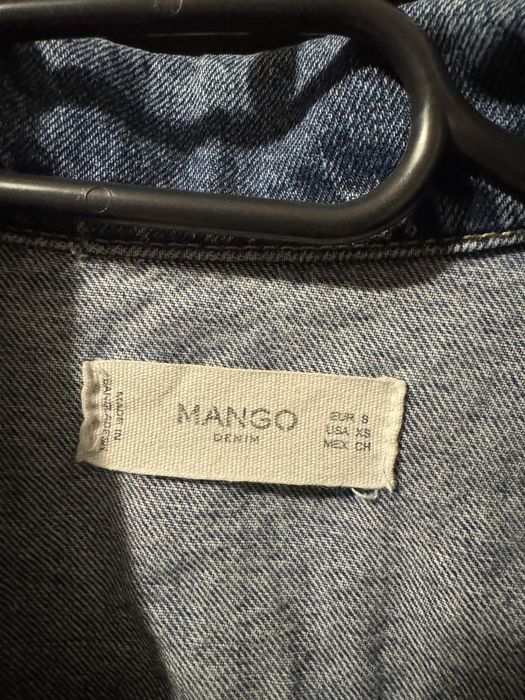 MADE IN
BANGLADESH
MANGO
DENIM
EUR S
USA XS
MEX CH